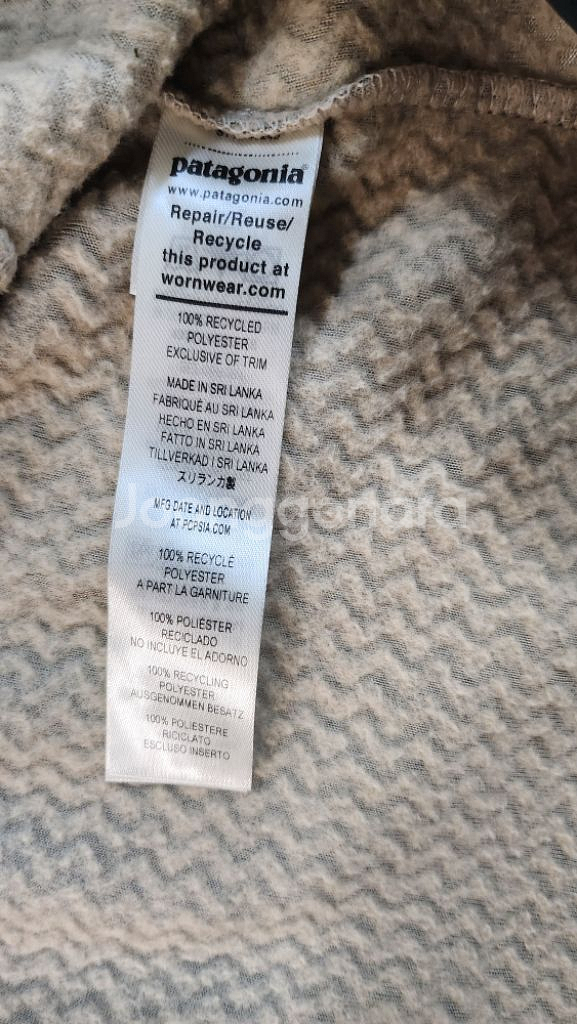 patagonia®
www.patagonia.com
Repair/Reuse/
Recycle
this product at
wornwear.com
100% RECYCLED
POLYESTER
EXCLUSIVE OF TRIM
MADE IN SRI LANKA
FABRIQUÉ AU SRI LANKA
HECHO EN SRI LANKA
FATTO IN SRI LANKA
TILLVERKAD I SRI LANKA
スリランカ製
MFG DATE AND LOCATION
AT PCPSIA.COM
Joonggonara
100% RECYCLÉ
POLYESTER
A PART LA GARNITURE
100% POLIÉSTER
RECICLADO
NO INCLUYE EL ADORNO
100% RECYCLING
POLYESTER
AUSGENOMMEN BESATZ
100% POLIESTERE
RICICLATO
ESCLUSO INSERTO